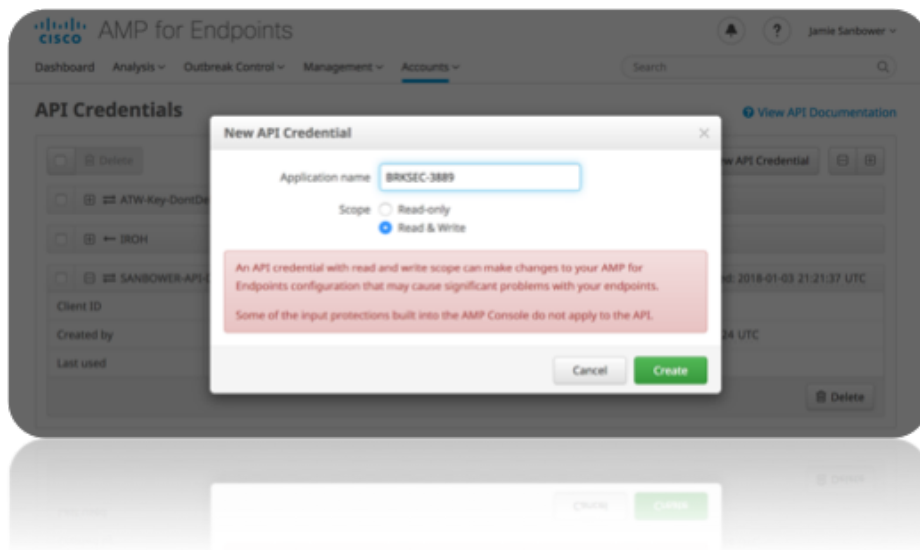 CISCO AMP for Endpoints
? Jamie Sanbower
Dashboard Analysis Outbreak Control Management Accounts Search
API Credentials
View API Documentation
New API Credential
Delete
API Credential
Application name BRKSEC-3889
ATW-Key-
Scope Read-only
Read & Write
IROH
An API credential with read and write scope can make changes to your AMP for
Endpoints configuration that may cause significant problems with your endpoints.
SANBOWER-API- 2018-01-03 21:21:37 UTC
Client ID
Some of the input protections built into the AMP Console do not apply to the API.
Created by 24 UTC
Last used
Cancel Create
Delete